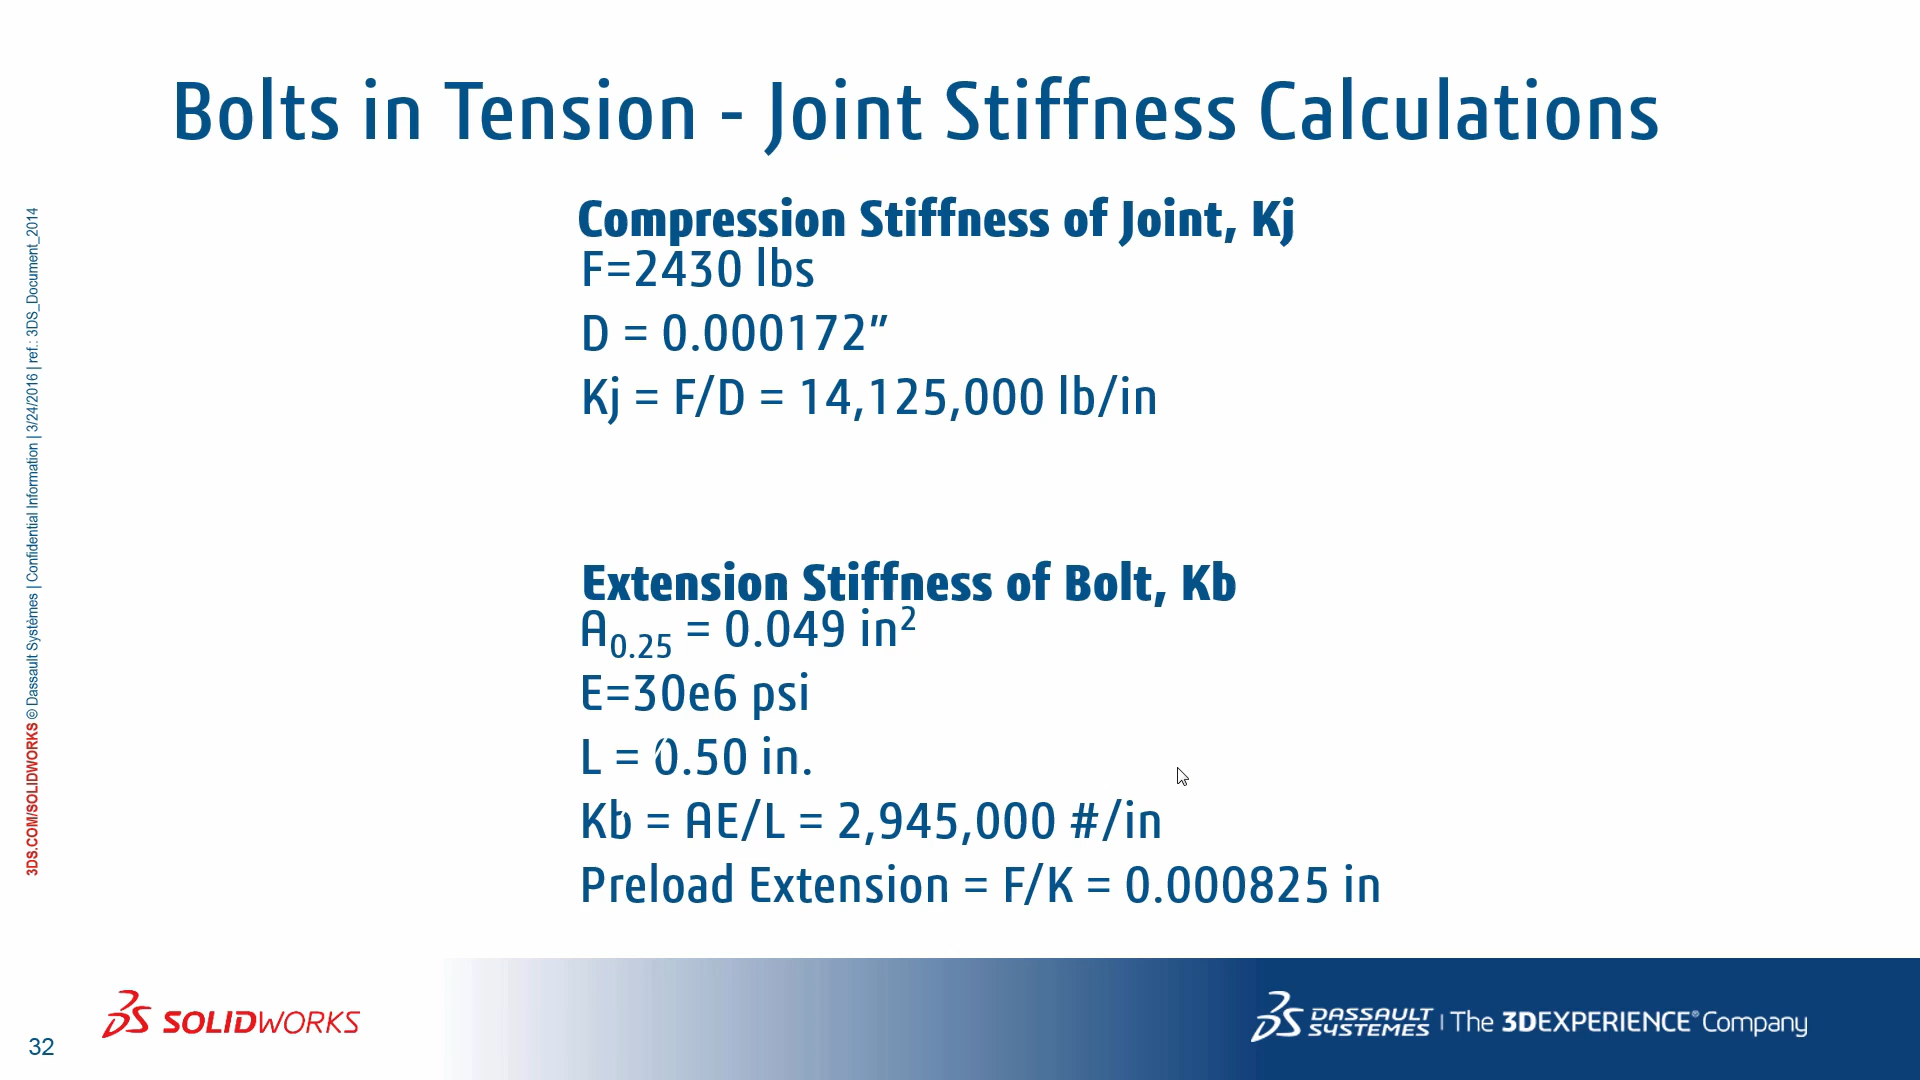 Bolts in Tension - Joint Stiffness Calculations
Compression Stiffness of Joint, Kj
F=2430 lbs
D = 0.000172”
Kj = F/D = 14,125,000 lb/in
Extension Stiffness of Bolt, Kb
A0.25 = 0.049 in²
E=30e6 psi
L = 0.50 in.
Kb = AE/L = 2,945,000 #/in
Preload Extension = F/K = 0.000825 in
3DS.COM/SOLIDWORKS © Dassault Systèmes | Confidential Information | 3/24/2016 | ref.: 3DS_Document_2014
32
SOLIDWORKS
DASSAULT SYSTEMES | The 3DEXPERIENCE® Company